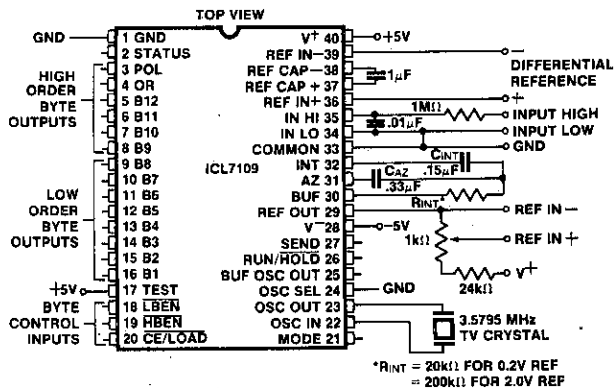 TOP VIEW
GND
1 GND
2 STATUS
3 POL
4 OR
5 B12
6 B11
7 B10
8 B9
9 B8
10 B7
11 B6
12 B5
13 B4
14 B3
15 B2
16 B1
17 TEST
18 LBEN
19 HBEN
20 CE/LOAD
HIGH
ORDER
BYTE
OUTPUTS
LOW
ORDER
BYTE
OUTPUTS
+5V
BYTE
CONTROL
INPUTS
ICL7109
V+ 40
REF IN- 39
REF CAP- 38
REF CAP + 37
REF IN+ 36
IN HI 35
IN LO 34
COMMON 33
INT 32
AZ 31
BUF 30
REF OUT 29
V- 28
SEND 27
RUN/HOLD 26
BUF OSC OUT 25
OSC SEL 24
OSC OUT 23
OSC IN 22
MODE 21
+5V
−
DIFFERENTIAL
REFERENCE
1μF
+
1MΩ
INPUT HIGH
.01μF
INPUT LOW
GND
CINT
.15μF
CAZ
.33μF
RINT*
REF IN−
−5V
1kΩ
REF IN +
V+
24kΩ
GND
3.5795 MHz
TV CRYSTAL
*RINT = 20kΩ FOR 0.2V REF
= 200kΩ FOR 2.0V REF